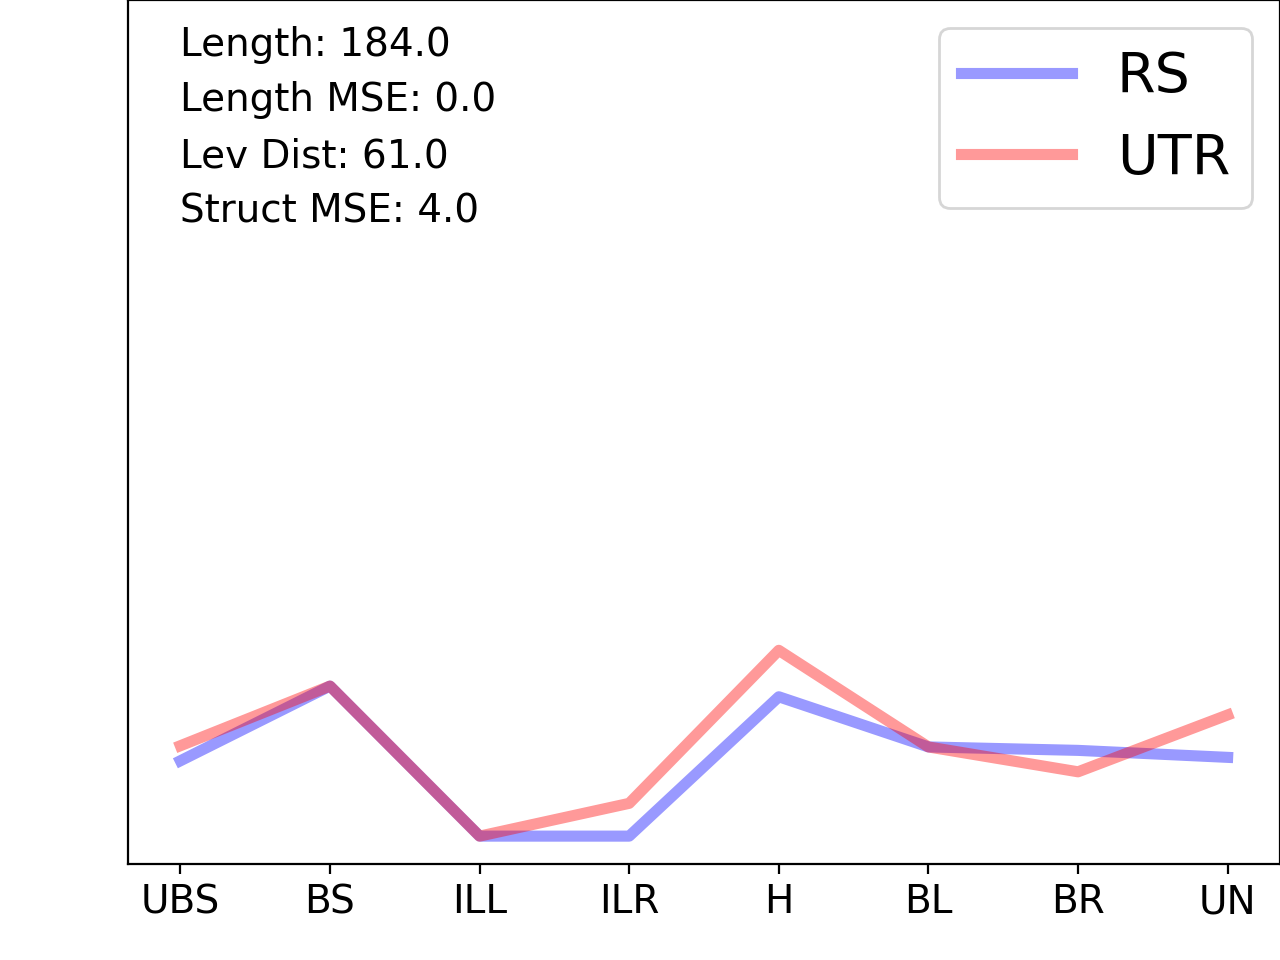 Length: 184.0
Length MSE: 0.0
Lev Dist: 61.0
Struct MSE: 4.0
RS
UTR
UBS BS ILL ILR H BL BR UN